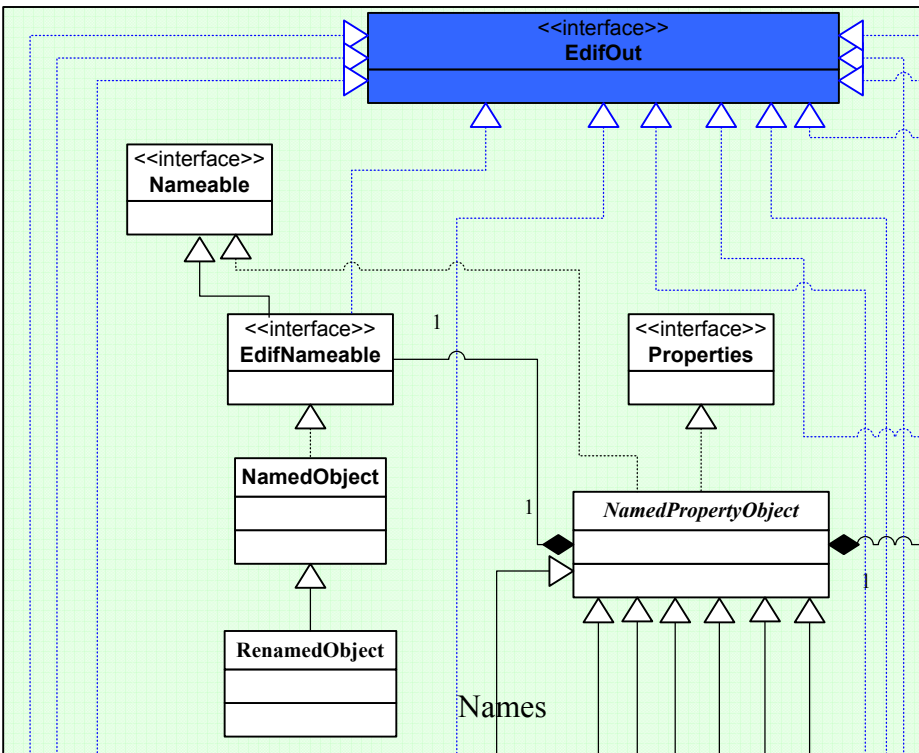 <<interface>>
EdifOut
<<interface>>
Nameable
<<interface>>
EdifNameable
1
<<interface>>
Properties
NamedObject
1
NamedPropertyObject
1
RenamedObject
Names